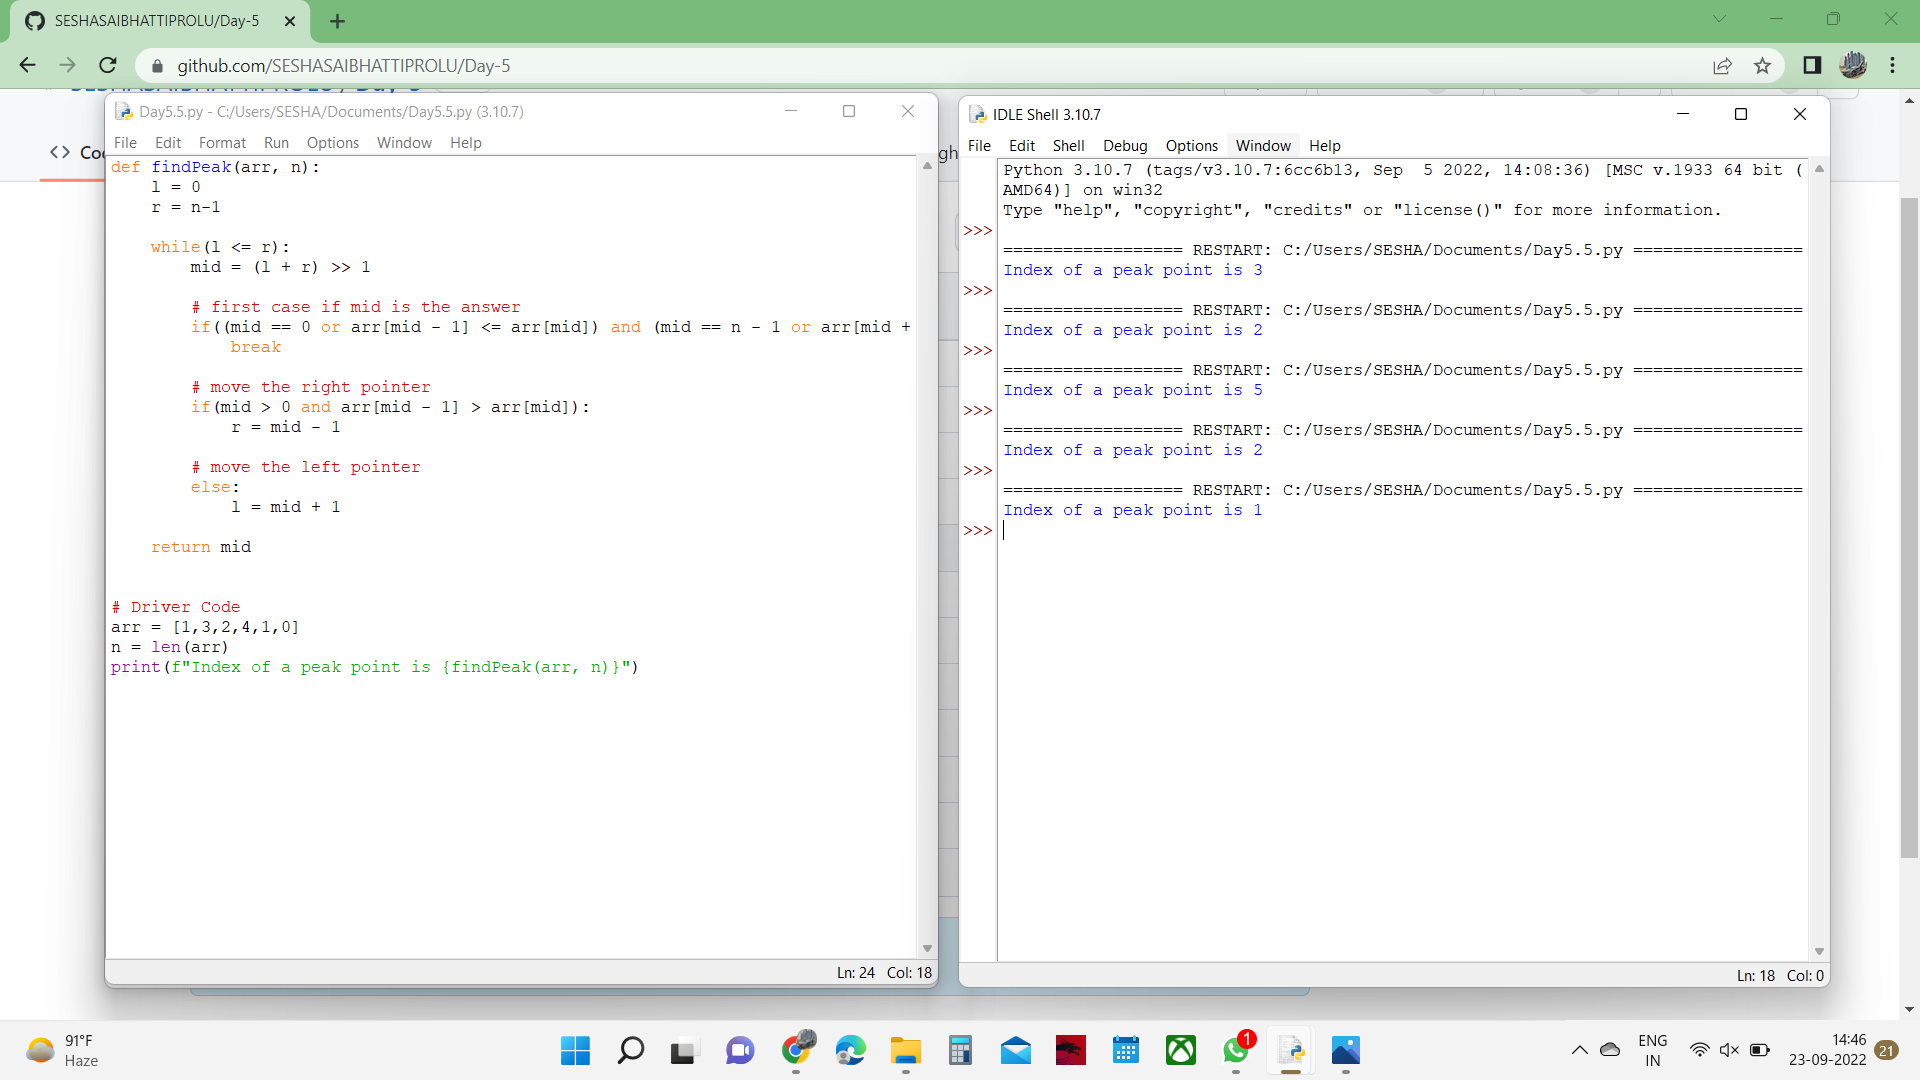 SESHASAIBHATTIPROLU/Day-5
github.com/SESHASAIBHATTIPROLU/Day-5
Day5.5.py - C:/Users/SESHA/Documents/Day5.5.py (3.10.7)
File Edit Format Run Options Window Help
def findPeak(arr, n):
    l = 0
    r = n-1
    while(l <= r):
        mid = (l + r) >> 1
        # first case if mid is the answer
        if((mid == 0 or arr[mid - 1] <= arr[mid]) and (mid == n - 1 or arr[mid +
            break
        # move the right pointer
        if(mid > 0 and arr[mid - 1] > arr[mid]):
            r = mid - 1
        # move the left pointer
        else:
            l = mid + 1
    return mid
# Driver Code
arr = [1,3,2,4,1,0]
n = len(arr)
print(f"Index of a peak point is {findPeak(arr, n)}")
Ln: 24 Col: 18
IDLE Shell 3.10.7
File Edit Shell Debug Options Window Help
Python 3.10.7 (tags/v3.10.7:6cc6b13, Sep  5 2022, 14:08:36) [MSC v.1933 64 bit (
AMD64)] on win32
Type "help", "copyright", "credits" or "license()" for more information.
>>>
================== RESTART: C:/Users/SESHA/Documents/Day5.5.py =================
Index of a peak point is 3
>>>
================== RESTART: C:/Users/SESHA/Documents/Day5.5.py =================
Index of a peak point is 2
>>>
================== RESTART: C:/Users/SESHA/Documents/Day5.5.py =================
Index of a peak point is 5
>>>
================== RESTART: C:/Users/SESHA/Documents/Day5.5.py =================
Index of a peak point is 2
>>>
================== RESTART: C:/Users/SESHA/Documents/Day5.5.py =================
Index of a peak point is 1
>>>
Ln: 18 Col: 0
91°F
Haze
1
ENG
IN
14:46
23-09-2022
21